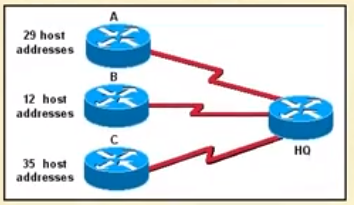 A
29 host
addresses
B
12 host
addresses
HQ
C
35 host
addresses